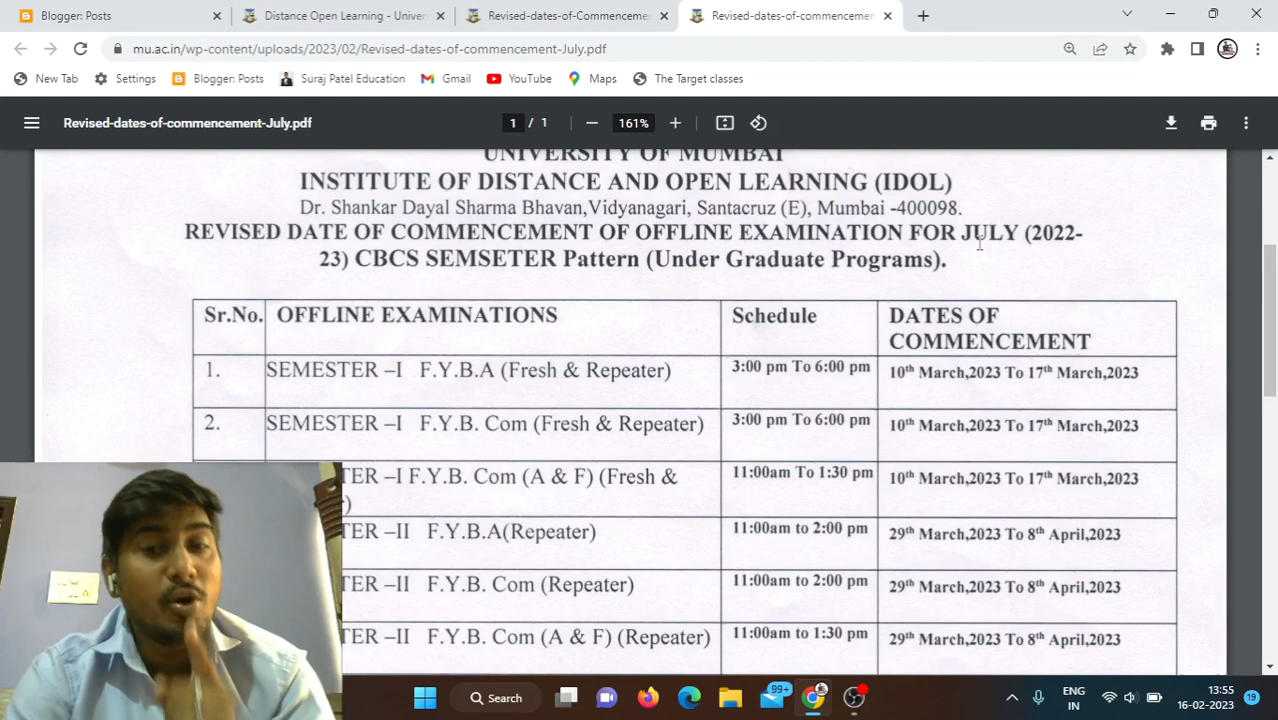 Blogger: Posts
Distance Open Learning - Univers
Revised-dates-of-Commencemen
Revised-dates-of-commencement-
mu.ac.in/wp-content/uploads/2023/02/Revised-dates-of-commencement-July.pdf
New Tab Settings Blogger: Posts Suraj Patel Education Gmail YouTube Maps The Target classes
Revised-dates-of-commencement-July.pdf 1 / 1 161%
UNIVERSITY OF MUMBAI
INSTITUTE OF DISTANCE AND OPEN LEARNING (IDOL)
Dr. Shankar Dayal Sharma Bhavan,Vidyanagari, Santacruz (E), Mumbai -400098.
REVISED DATE OF COMMENCEMENT OF OFFLINE EXAMINATION FOR JULY (2022-
23) CBCS SEMSETER Pattern (Under Graduate Programs).
Sr.No. OFFLINE EXAMINATIONS Schedule DATES OF
COMMENCEMENT
1. SEMESTER –I F.Y.B.A (Fresh & Repeater) 3:00 pm To 6:00 pm 10th March,2023 To 17th March,2023
2. SEMESTER –I F.Y.B. Com (Fresh & Repeater) 3:00 pm To 6:00 pm 10th March,2023 To 17th March,2023
TER –I F.Y.B. Com (A & F) (Fresh & 11:00am To 1:30 pm 10th March,2023 To 17th March,2023
)
TER –II F.Y.B.A(Repeater) 11:00am to 2:00 pm 29th March,2023 To 8th April,2023
TER –II F.Y.B. Com (Repeater) 11:00am to 2:00 pm 29th March,2023 To 8th April,2023
TER –II F.Y.B. Com (A & F) (Repeater) 11:00am to 1:30 pm 29th March,2023 To 8th April,2023
Search 99+ ENG 13:55
IN 16-02-2023 19